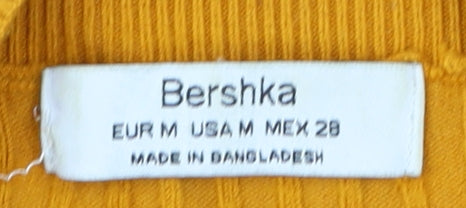 Bershka
EUR M USA M MEX 28
MADE IN BANGLADESH